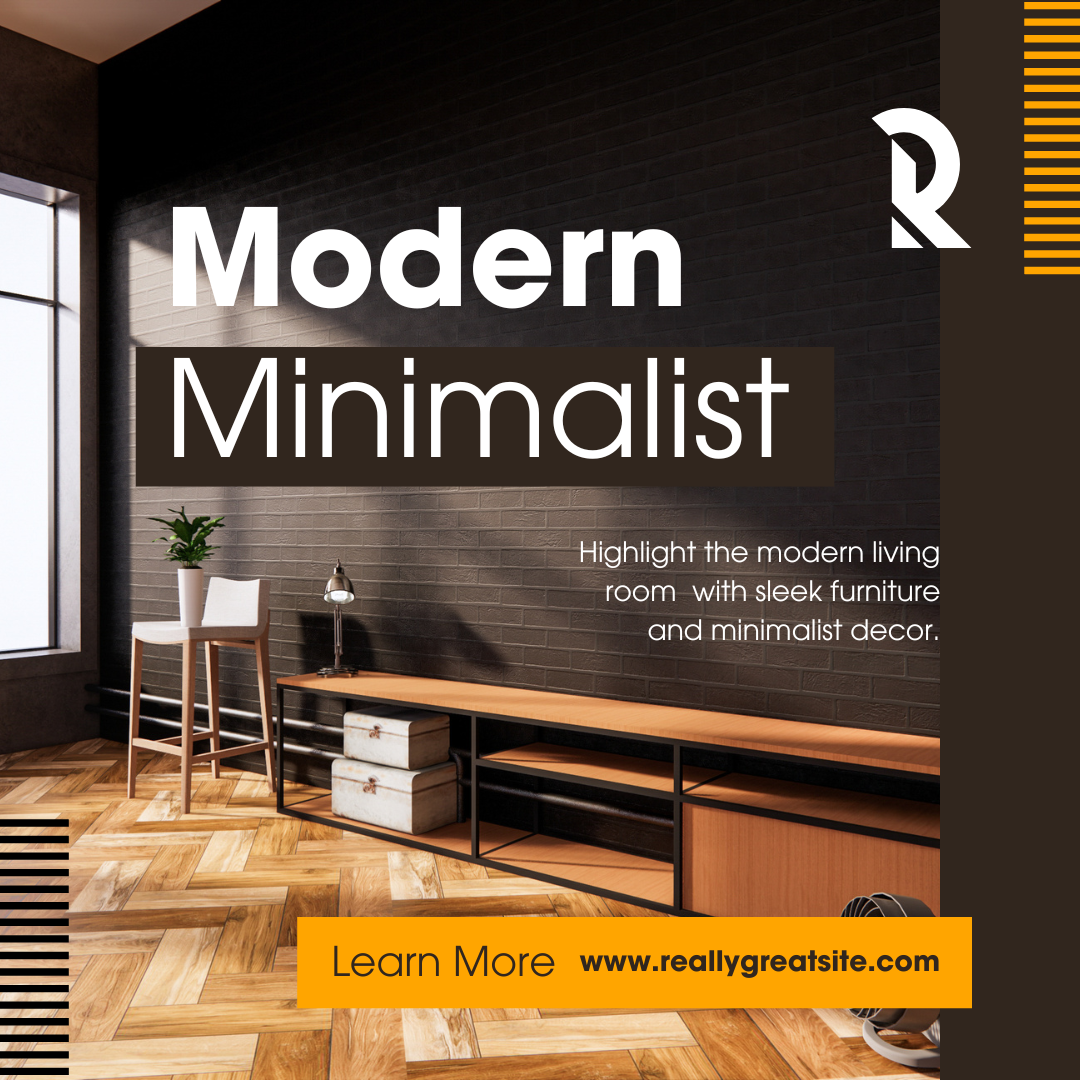 R
Modern
Minimalist
Highlight the modern living
room  with sleek furniture
and minimalist decor.
Learn More www.reallygreatsite.com